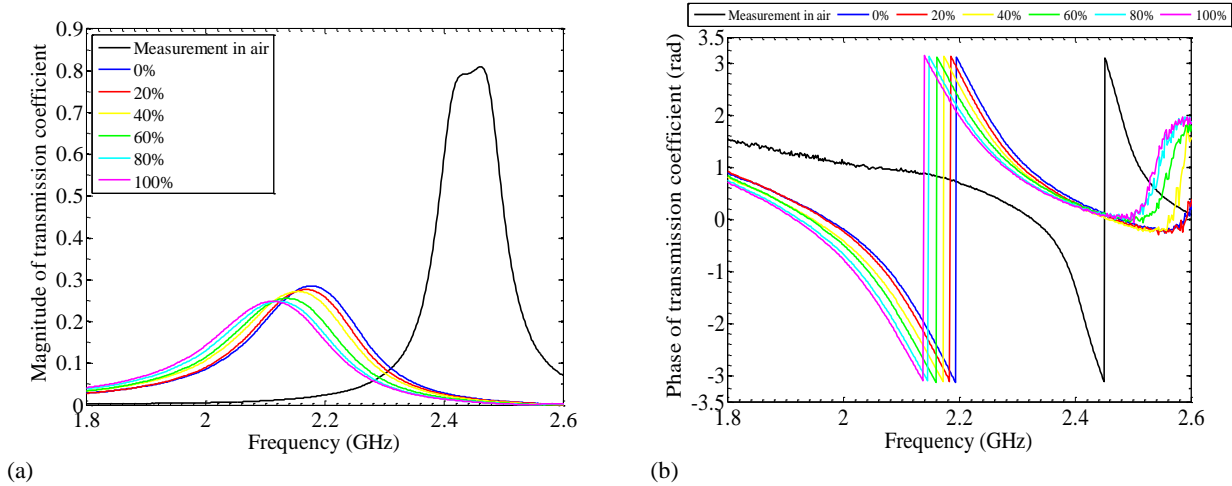 Magnitude of transmission coefficient
0.9
0.8
0.7
0.6
0.5
0.4
0.3
0.2
0.1
0
Measurement in air
0%
20%
40%
60%
80%
100%
1.8 2 2.2 2.4 2.6
Frequency (GHz)
(a)
Measurement in air 0% 20% 40% 60% 80% 100%
Phase of transmission coefficient (rad)
3.5
3
2
1
0
-1
-2
-3
-3.5
1.8 2 2.2 2.4 2.6
Frequency (GHz)
(b)